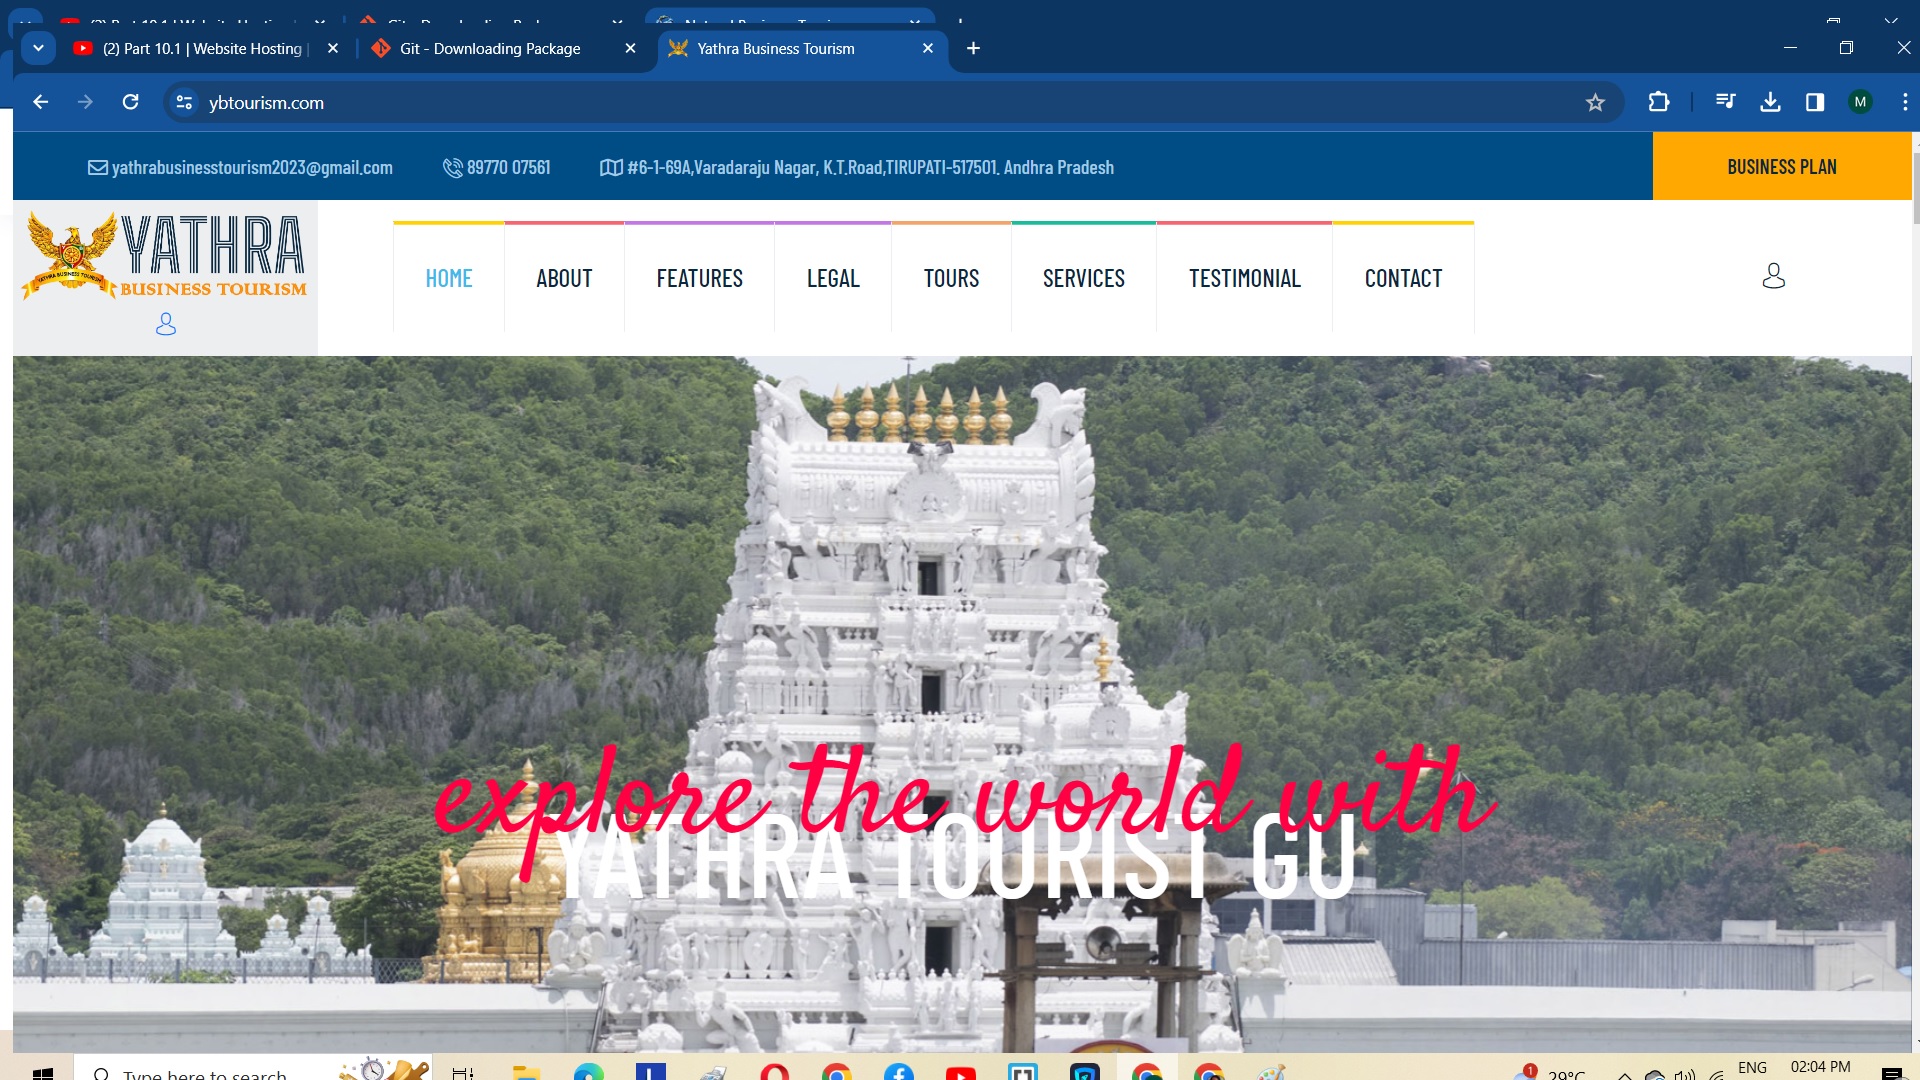 (2) Part 10.1 | Website Hosting |
Git - Downloading Package
Yathra Business Tourism
ybtourism.com
M
yathrabusinesstourism2023@gmail.com
89770 07561
#6-1-69A,Varadaraju Nagar, K.T.Road,TIRUPATI-517501. Andhra Pradesh
BUSINESS PLAN
YATHRA
BUSINESS TOURISM
HOME
ABOUT
FEATURES
LEGAL
TOURS
SERVICES
TESTIMONIAL
CONTACT
explore the world with
YATHRA TOURIST GU
Type here to search
1
29°C
ENG
02:04 PM